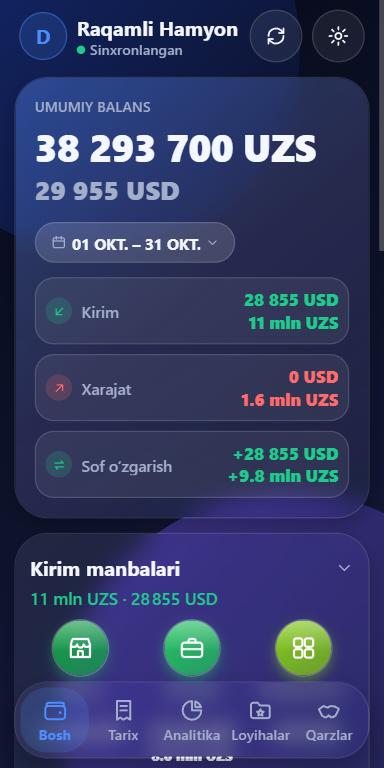 D
Raqamli Hamyon
Sinxronlangan
UMUMIY BALANS
38 293 700 UZS
29 955 USD
01 OKT. – 31 OKT.
Kirim
28 855 USD
11 mln UZS
Xarajat
0 USD
1.6 mln UZS
Sof o‘zgarish
+28 855 USD
+9.8 mln UZS
Kirim manbalari
11 mln UZS · 28 855 USD
Bosh
Tarix
Analitika
Loyihalar
Qarzlar